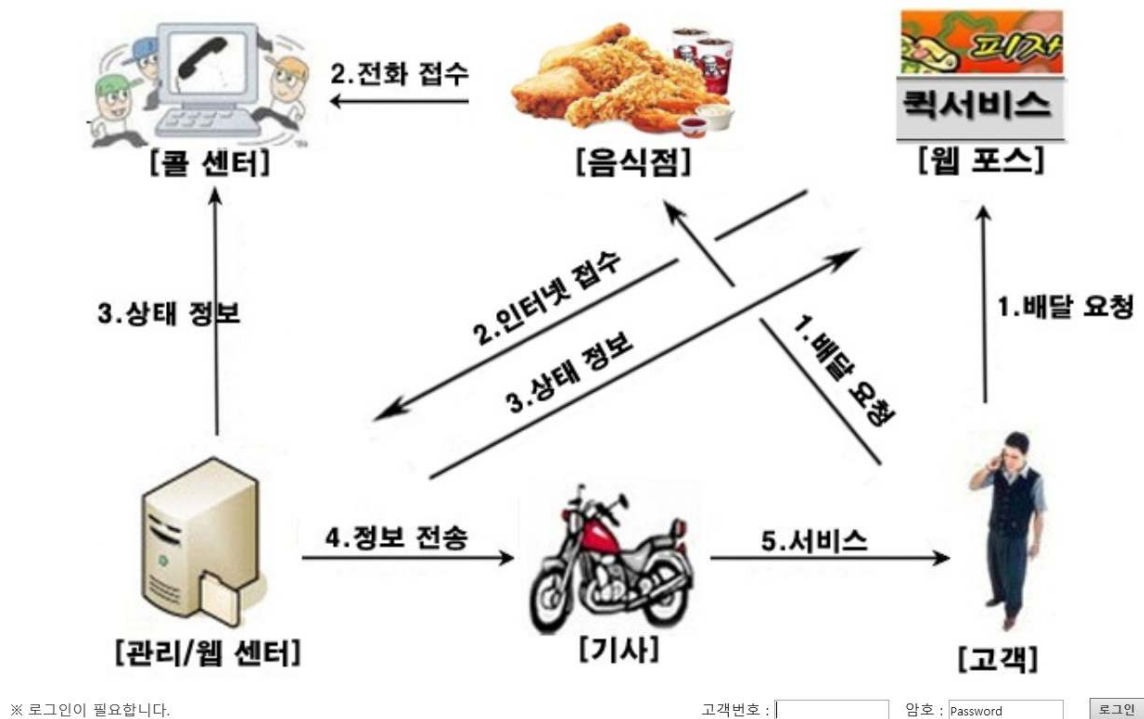 2.전화 접수
피자
퀵서비스
[콜 센터]
[음식점]
[웹 포스]
2.인터넷 접수
3.상태 정보
1.배달 요청
3.상태 정보
1.배달 요청
4.정보 전송
5.서비스
[관리/웹 센터]
[기사]
[고객]
※ 로그인이 필요합니다.
고객번호 :
암호 : Password
로그인